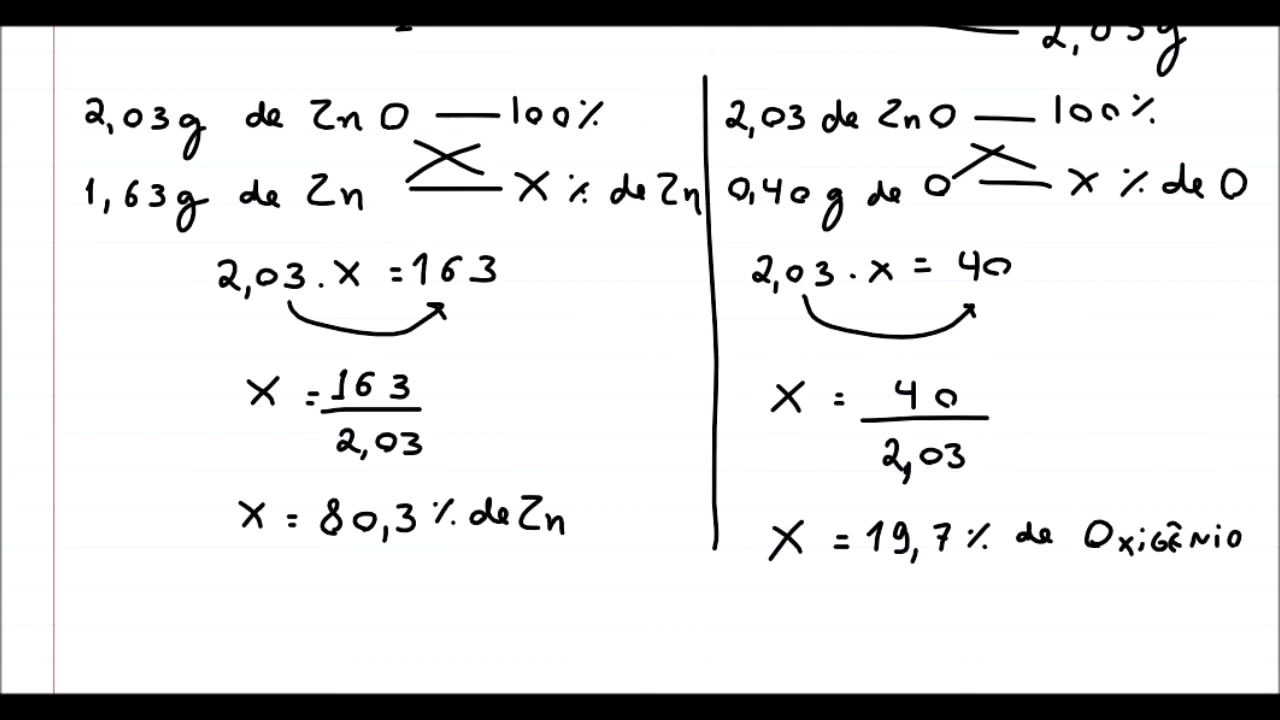 2,03g
2,03g de ZnO — 100%
1,63g de Zn — X % de Zn
2,03 . X = 163
X = 163
2,03
X = 80,3 % de Zn
2,03 de ZnO — 100%
0,40g de O — X % de O
2,03 . X = 40
X = 40
2,03
X = 19,7 % de Oxigênio